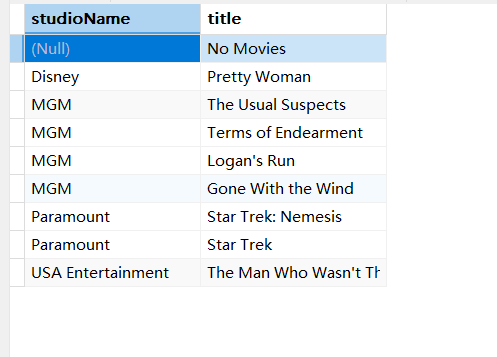 studioName title
(Null) No Movies
Disney Pretty Woman
MGM The Usual Suspects
MGM Terms of Endearment
MGM Logan's Run
MGM Gone With the Wind
Paramount Star Trek: Nemesis
Paramount Star Trek
USA Entertainment The Man Who Wasn't Th